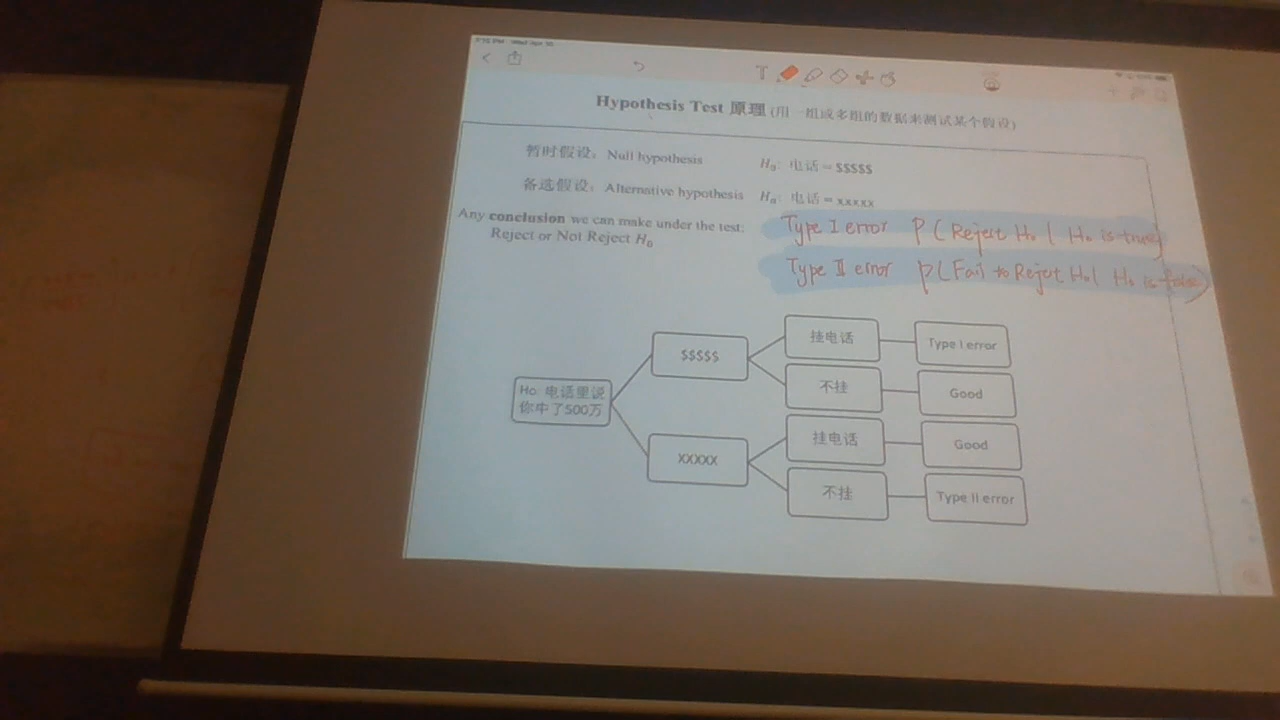 Hypothesis Test 原理 (用一组或多组的数据来测试某个假设)
暂时假设：Null hypothesis H₀: 电话 = $$$$$
备选假设：Alternative hypothesis Hₐ: 电话 = xxxxx
Any conclusion we can make under the test:
Reject or Not Reject H₀
Type I error P(Reject H₀ | H₀ is true)
Type II error P(Fail to Reject H₀ | H₀ is false)
Ho: 电话里说
你中了500万
$$$$$
挂电话
Type I error
不挂
Good
XXXXX
挂电话
Good
不挂
Type II error